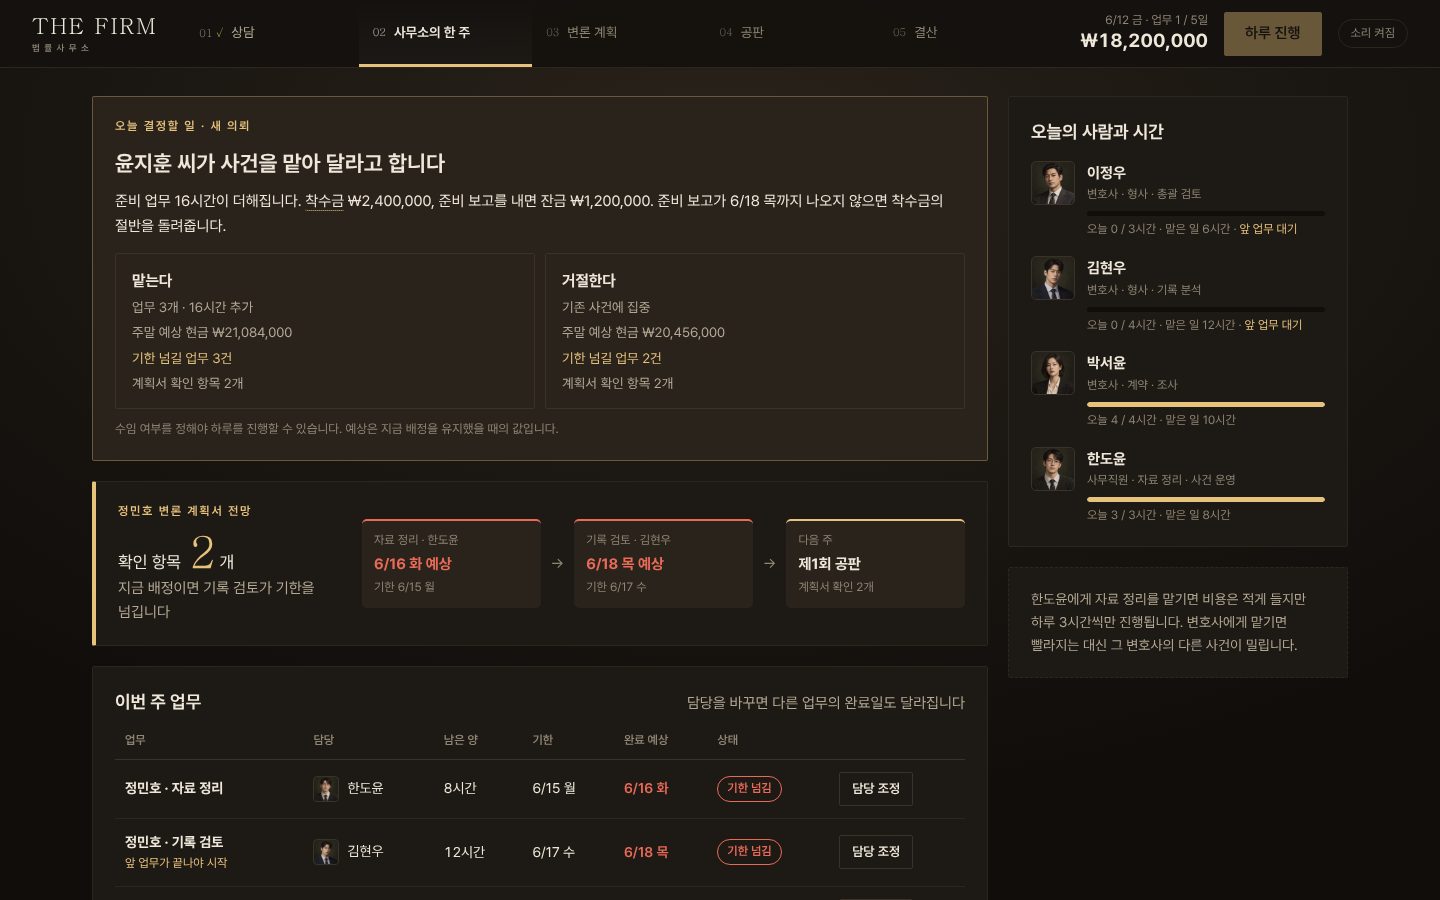 THE FIRM
법률사무소
01 ✓ 상담
02 사무소의 한 주
03 변론 계획
04 공판
05 결산
6/12 금 · 업무 1 / 5일
₩18,200,000
하루 진행
소리 켜짐
오늘 결정할 일 · 새 의뢰
윤지훈 씨가 사건을 맡아 달라고 합니다
준비 업무 16시간이 더해집니다. 착수금 ₩2,400,000, 준비 보고를 내면 잔금 ₩1,200,000. 준비 보고가 6/18 목까지 나오지 않으면 착수금의
절반을 돌려줍니다.
맡는다
업무 3개 · 16시간 추가
주말 예상 현금 ₩21,084,000
기한 넘길 업무 3건
계획서 확인 항목 2개
거절한다
기존 사건에 집중
주말 예상 현금 ₩20,456,000
기한 넘길 업무 2건
계획서 확인 항목 2개
수임 여부를 정해야 하루를 진행할 수 있습니다. 예상은 지금 배정을 유지했을 때의 값입니다.
정민호 변론 계획서 전망
확인 항목 2 개
지금 배정이면 기록 검토가 기한을
넘깁니다
자료 정리 · 한도윤
6/16 화 예상
기한 6/15 월
→
기록 검토 · 김현우
6/18 목 예상
기한 6/17 수
→
다음 주
제1회 공판
계획서 확인 2개
이번 주 업무
담당을 바꾸면 다른 업무의 완료일도 달라집니다
업무 담당 남은 양 기한 완료 예상 상태
정민호 · 자료 정리 한도윤 8시간 6/15 월 6/16 화 기한 넘김 담당 조정
정민호 · 기록 검토
앞 업무가 끝나야 시작
김현우 12시간 6/17 수 6/18 목 기한 넘김 담당 조정
오늘의 사람과 시간
이정우
변호사 · 형사 · 총괄 검토
오늘 0 / 3시간 · 맡은 일 6시간 · 앞 업무 대기
김현우
변호사 · 형사 · 기록 분석
오늘 0 / 4시간 · 맡은 일 12시간 · 앞 업무 대기
박서윤
변호사 · 계약 · 조사
오늘 4 / 4시간 · 맡은 일 10시간
한도윤
사무직원 · 자료 정리 · 사건 운영
오늘 3 / 3시간 · 맡은 일 8시간
한도윤에게 자료 정리를 맡기면 비용은 적게 들지만
하루 3시간씩만 진행됩니다. 변호사에게 맡기면
빨라지는 대신 그 변호사의 다른 사건이 밀립니다.